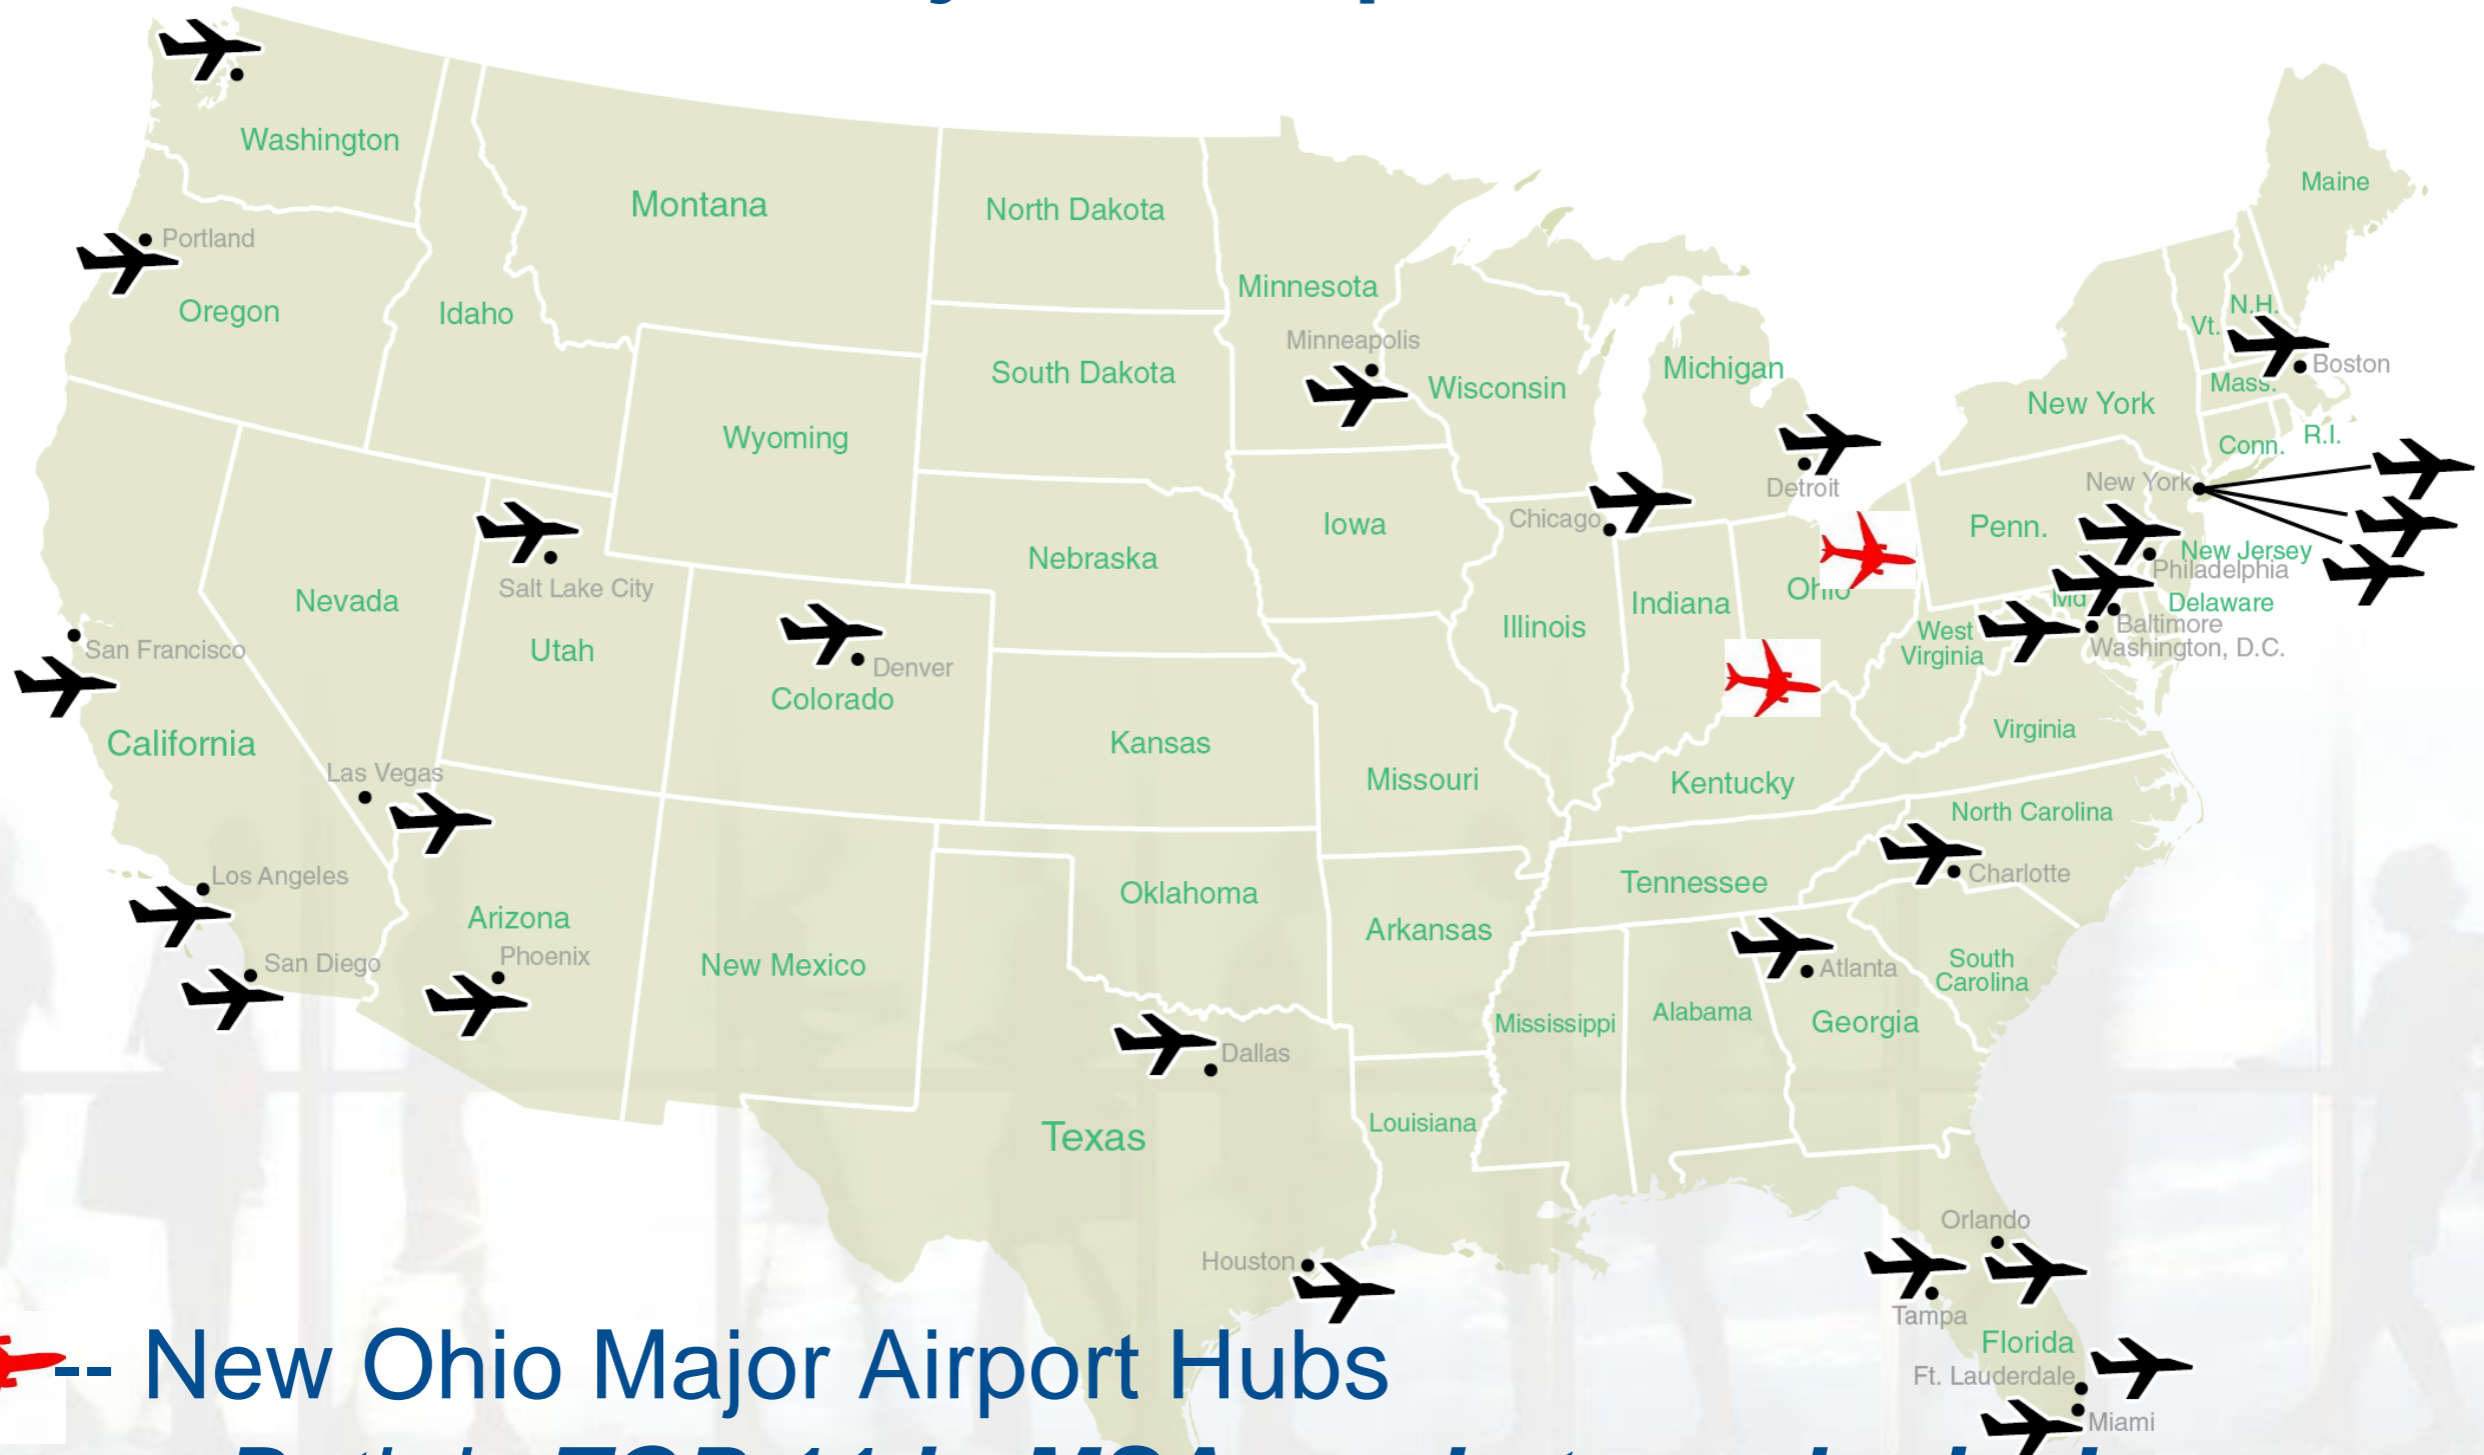 Washington
Montana
North Dakota
Maine
Portland
Minnesota
Oregon
Idaho
N.H.
Vt.
Minneapolis
South Dakota
Wisconsin
Michigan
Boston
Mass.
New York
Wyoming
Conn.
R.I.
New York
Detroit
Chicago
Iowa
Penn.
New Jersey
Nebraska
Philadelphia
Salt Lake City
Ohio
Nevada
Indiana
Md
Delaware
Illinois
Baltimore
West
Virginia
Washington, D.C.
San Francisco
Utah
Denver
Colorado
California
Kansas
Virginia
Las Vegas
Missouri
Kentucky
North Carolina
Los Angeles
Tennessee
Charlotte
Oklahoma
Arizona
Arkansas
Phoenix
San Diego
New Mexico
Atlanta
South
Carolina
Mississippi
Alabama
Georgia
Dallas
Texas
Louisiana
Orlando
Houston
Tampa
Florida
Ft. Lauderdale
Miami
-- New Ohio Major Airport Hubs